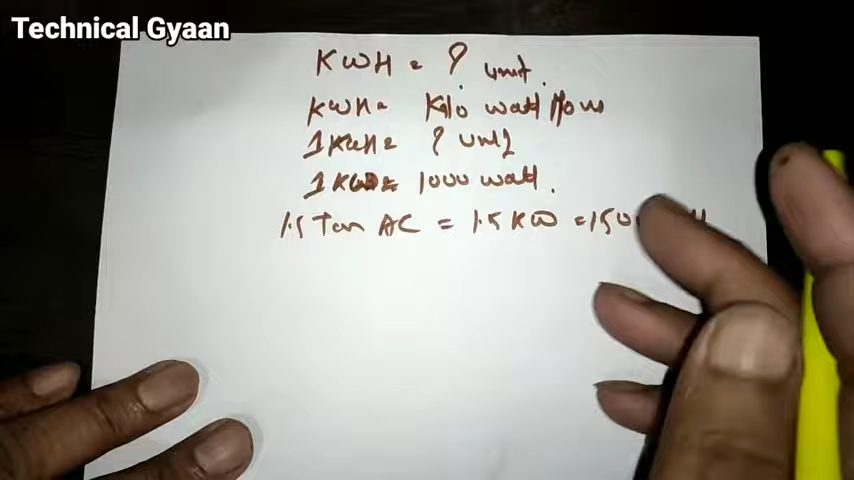 Technical Gyaan
KWH = ? unit.
KWH = Kilo watt Hour
1 KWH = ? unit
1 KW = 1000 watt.
1.5 Ton AC = 1.5 KW = 150